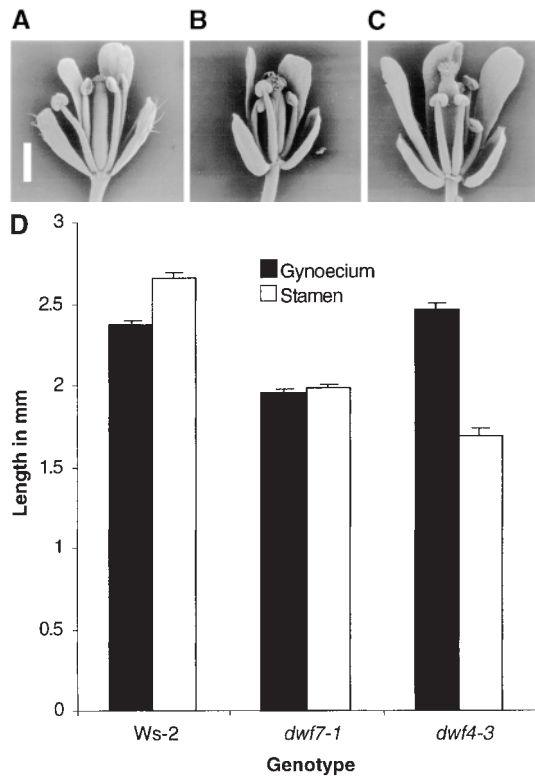 A
B
C
D
3
2.5
2
1.5
1
0.5
0
Length in mm
Gynoecium
Stamen
Ws-2
dwf7-1
dwf4-3
Genotype